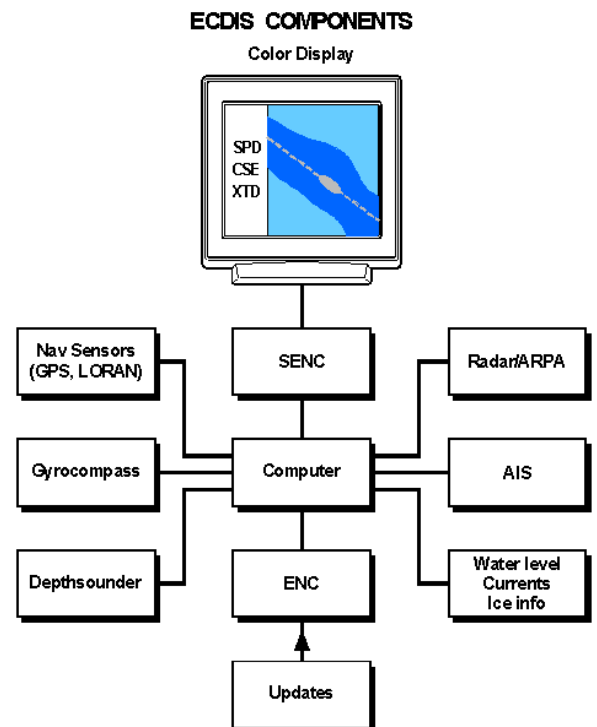 ECDIS COMPONENTS
Color Display
SPD
CSE
XTD
Nav Sensors
(GPS, LORAN)
SENC
Radar/ARPA
Gyrocompass
Computer
AIS
Depthsounder
ENC
Water level
Currents
Ice info
Updates